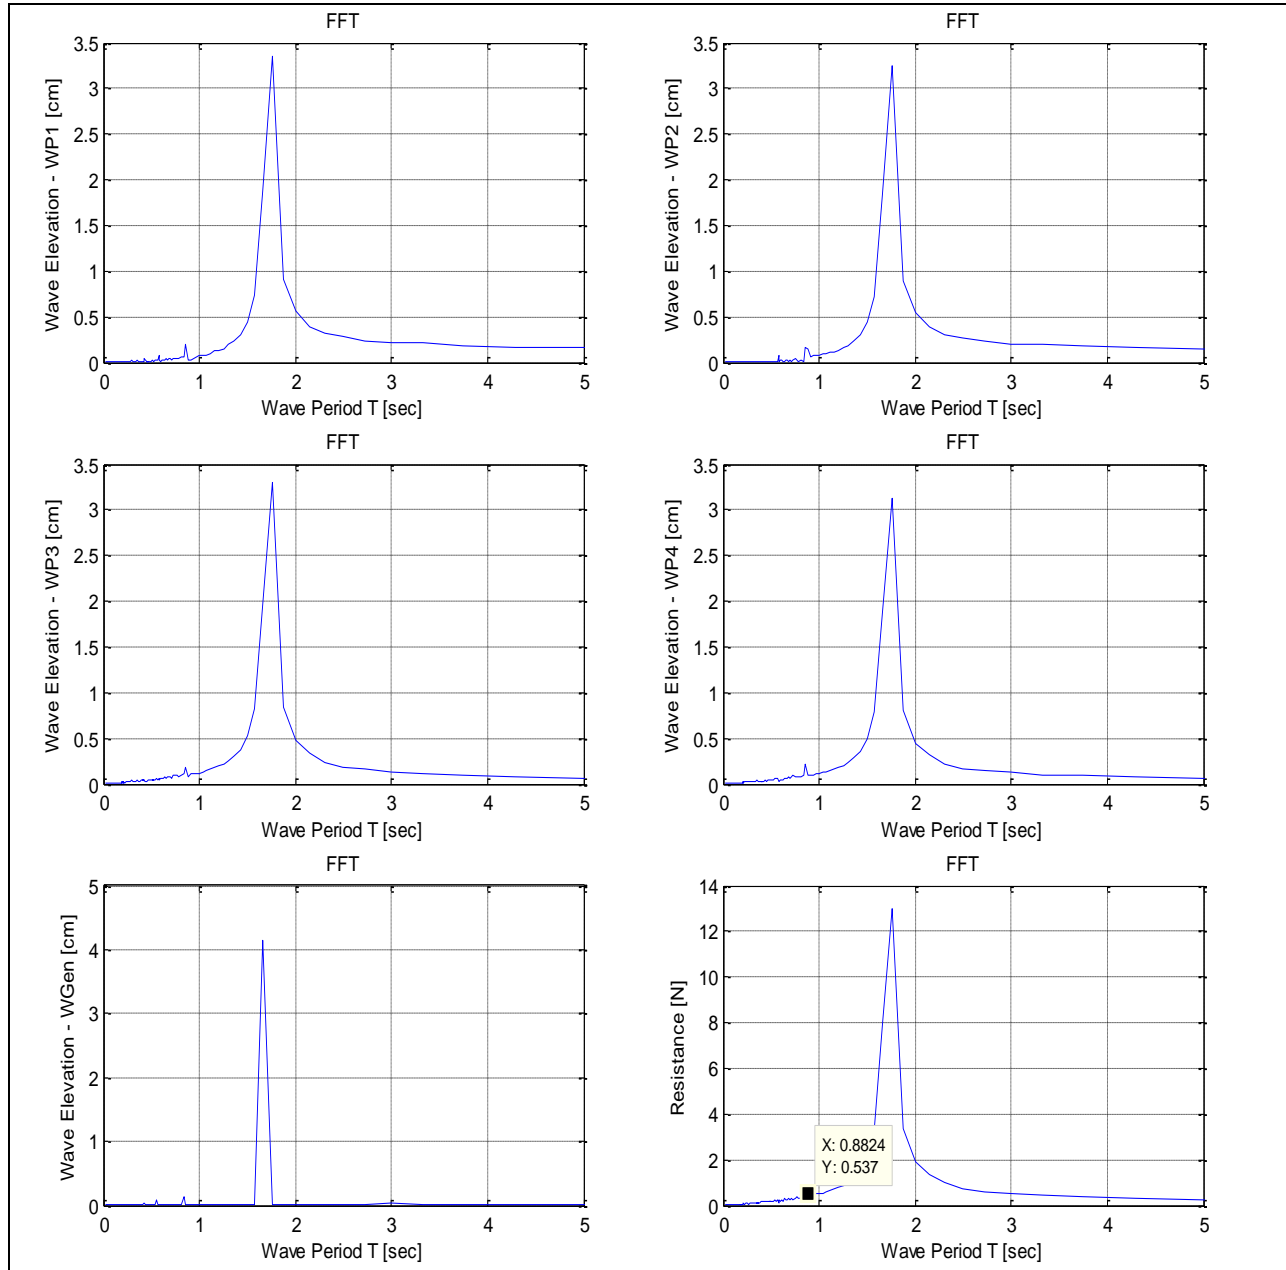 FFT
3.5
3
2.5
2
1.5
1
0.5
0
0 1 2 3 4 5
Wave Elevation - WP1 [cm]
Wave Period T [sec]
FFT
3.5
3
2.5
2
1.5
1
0.5
0
0 1 2 3 4 5
Wave Elevation - WP2 [cm]
Wave Period T [sec]
FFT
3.5
3
2.5
2
1.5
1
0.5
0
0 1 2 3 4 5
Wave Elevation - WP3 [cm]
Wave Period T [sec]
FFT
3.5
3
2.5
2
1.5
1
0.5
0
0 1 2 3 4 5
Wave Elevation - WP4 [cm]
Wave Period T [sec]
FFT
5
4
3
2
1
0
0 1 2 3 4 5
Wave Elevation - WGen [cm]
Wave Period T [sec]
FFT
14
12
10
8
6
4
2
0
0 1 2 3 4 5
Resistance [N]
X: 0.8824
Y: 0.537
Wave Period T [sec]